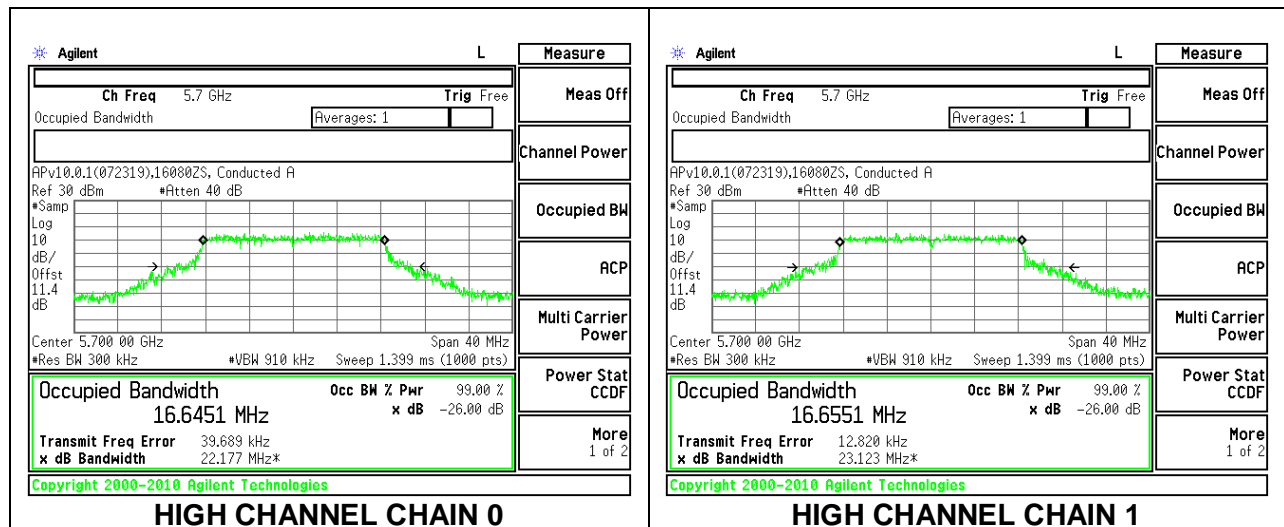 Agilent L Measure
Ch Freq 5.7 GHz Trig Free
Occupied Bandwidth Averages: 1
APv10.0.1(072319),16080ZS, Conducted A
Ref 30 dBm #Atten 40 dB
#Samp
Log
10
dB/
Offst
11.4
dB
Center 5.700 00 GHz Span 40 MHz
#Res BW 300 kHz #VBW 910 kHz Sweep 1.399 ms (1000 pts)
Occupied Bandwidth Occ BW % Pwr 99.00 %
16.6451 MHz x dB -26.00 dB
Transmit Freq Error 39.689 kHz
x dB Bandwidth 22.177 MHz*
Copyright 2000-2010 Agilent Technologies
Meas Off
Channel Power
Occupied BW
ACP
Multi Carrier
Power
Power Stat
CCDF
More
1 of 2
HIGH CHANNEL CHAIN 0
Agilent L Measure
Ch Freq 5.7 GHz Trig Free
Occupied Bandwidth Averages: 1
APv10.0.1(072319),16080ZS, Conducted A
Ref 30 dBm #Atten 40 dB
#Samp
Log
10
dB/
Offst
11.4
dB
Center 5.700 00 GHz Span 40 MHz
#Res BW 300 kHz #VBW 910 kHz Sweep 1.399 ms (1000 pts)
Occupied Bandwidth Occ BW % Pwr 99.00 %
16.6551 MHz x dB -26.00 dB
Transmit Freq Error 12.820 kHz
x dB Bandwidth 23.123 MHz*
Copyright 2000-2010 Agilent Technologies
Meas Off
Channel Power
Occupied BW
ACP
Multi Carrier
Power
Power Stat
CCDF
More
1 of 2
HIGH CHANNEL CHAIN 1